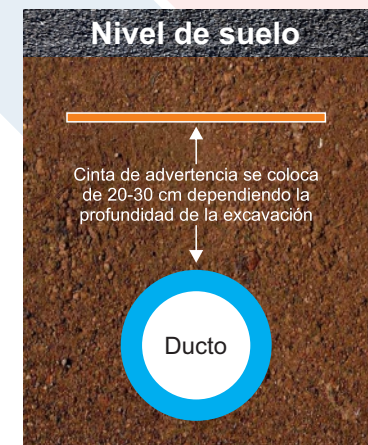 Nivel de suelo
Cinta de advertencia se coloca
de 20-30 cm dependiendo la
profundidad de la excavación
Ducto